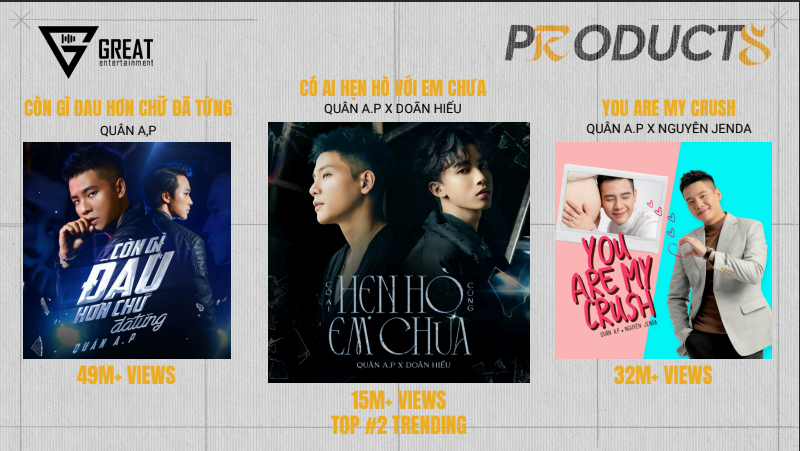 GREAT
entertainment
PRODUCTS
CÒN GÌ ĐAU HƠN CHỮ ĐÃ TỪNG
QUÂN A,P
CÒN GÌ
ĐAU
HƠN CHỮ
đã từng
QUÂN A.P
49M+ VIEWS
CÓ AI HẸN HÒ VỚI EM CHƯA
QUÂN A.P X DOÃN HIẾU
CÓ AI
HẸN HÒ
CÙNG
EM CHƯA
QUÂN A.P X DOÃN HIẾU
15M+ VIEWS
TOP #2 TRENDING
YOU ARE MY CRUSH
QUÂN A.P X NGUYÊN JENDA
YOU
ARE MY
CRUSH
QUÂN A.P x NGUYÊN JENDA
32M+ VIEWS